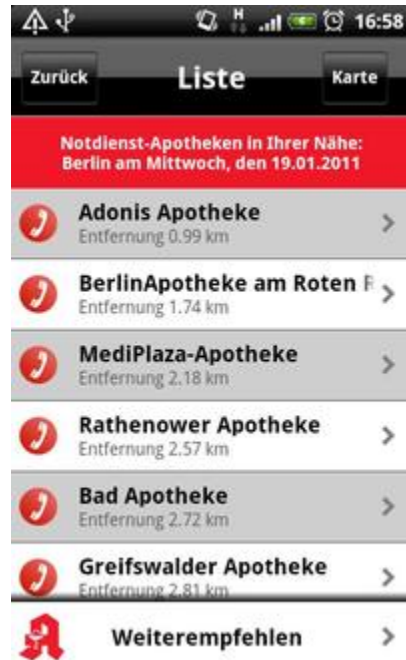 H
16:58
Zurück
Liste
Karte
Notdienst-Apotheken in Ihrer Nähe:
Berlin am Mittwoch, den 19.01.2011
Adonis Apotheke
Entfernung 0.99 km
BerlinApotheke am Roten
Entfernung 1.74 km
MediPlaza-Apotheke
Entfernung 2.18 km
Rathenower Apotheke
Entfernung 2.57 km
Bad Apotheke
Entfernung 2.72 km
Greifswalder Apotheke
Entfernung 2.81 km
Weiterempfehlen